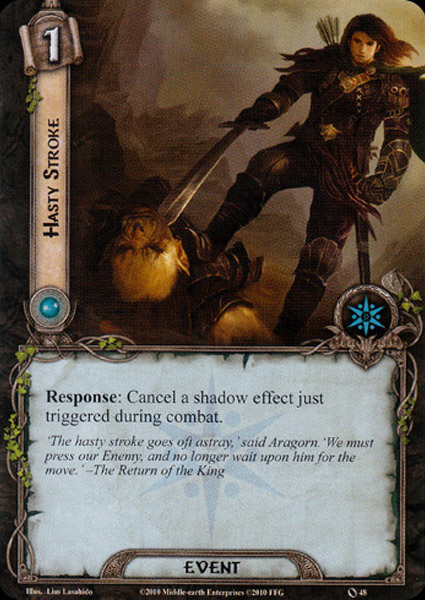 1
HASTY STROKE
Response: Cancel a shadow effect just
triggered during combat.
'The hasty stroke goes oft astray,' said Aragorn. 'We must
press our Enemy, and no longer wait upon him for the
move.' –The Return of the King
EVENT
Illus. Lius Lasahido
©2010 Middle-earth Enterprises ©2010 FFG
48